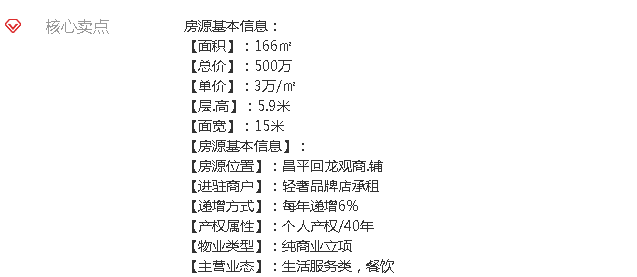 核心卖点
房源基本信息：
【面积】：166㎡
【总价】：500万
【单价】：3万/㎡
【层.高】：5.9米
【面宽】：15米
【房源基本信息】：
【房源位置】：昌平回龙观商.铺
【进驻商户】：轻奢品牌店承租
【递增方式】：每年递增6%
【产权属性】：个人产权/40年
【物业类型】：纯商业立项
【主营业态】：生活服务类，餐饮